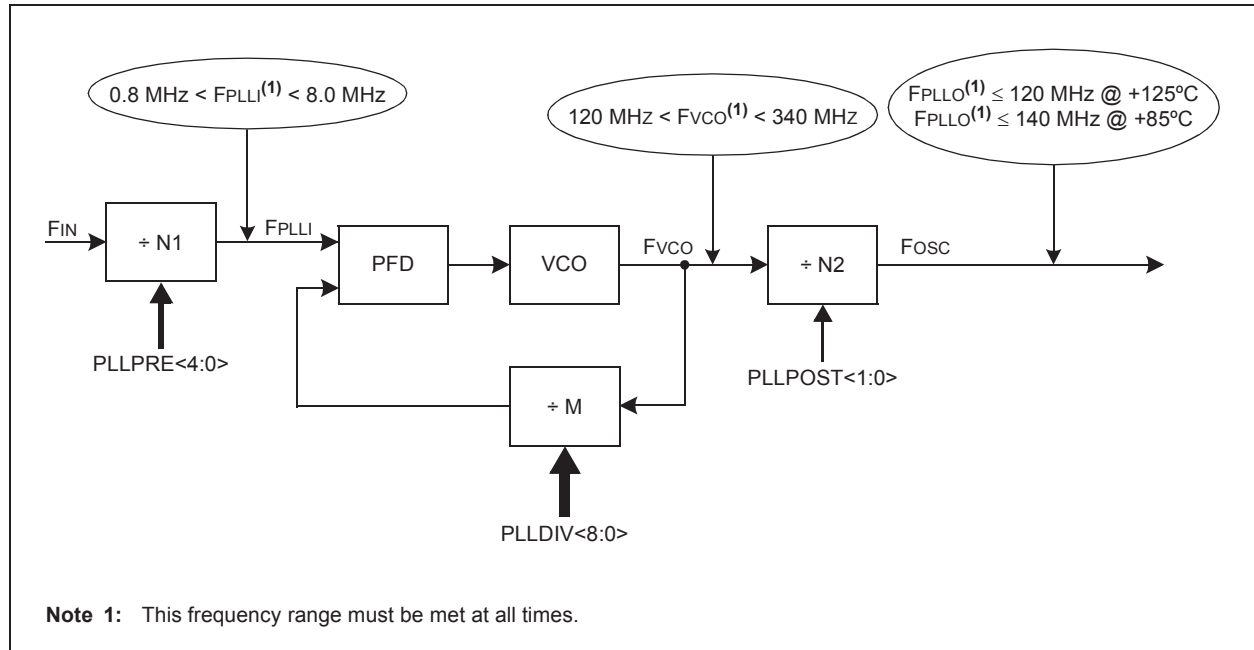 0.8 MHz < FPLLI(1) < 8.0 MHz
120 MHZ < FVCO(1) < 340 MHZ
FPLLO(1) ≤ 120 MHz @ +125ºC
FPLLO(1) ≤ 140 MHz @ +85ºC
FIN
÷ N1
FPLLI
PFD
VCO
FVCO
÷ N2
FOSC
PLLPRE<4:0>
÷ M
PLLPOST<1:0>
PLLDIV<8:0>
Note 1: This frequency range must be met at all times.